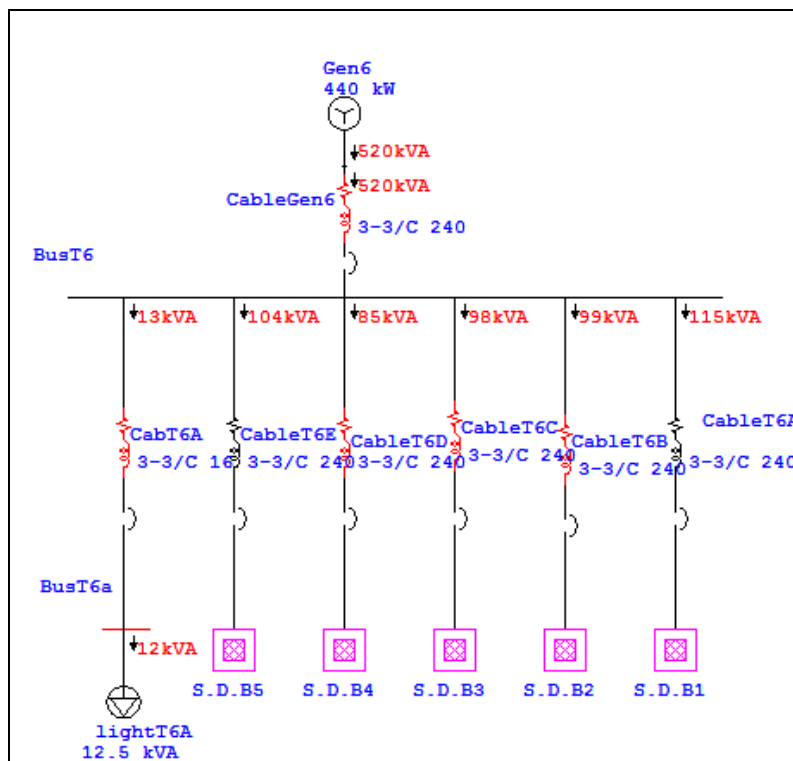 Gen6
440 kW
520kVA
520kVA
CableGen6
3-3/C 240
BusT6
13kVA
104kVA
85kVA
98kVA
99kVA
115kVA
CabT6A
3-3/C 16
CableT6E
3-3/C 240
CableT6D
3-3/C 240
CableT6C
3-3/C 240
CableT6B
3-3/C 240
CableT6A
3-3/C 240
BusT6a
12kVA
S.D.B5
S.D.B4
S.D.B3
S.D.B2
S.D.B1
lightT6A
12.5 kVA